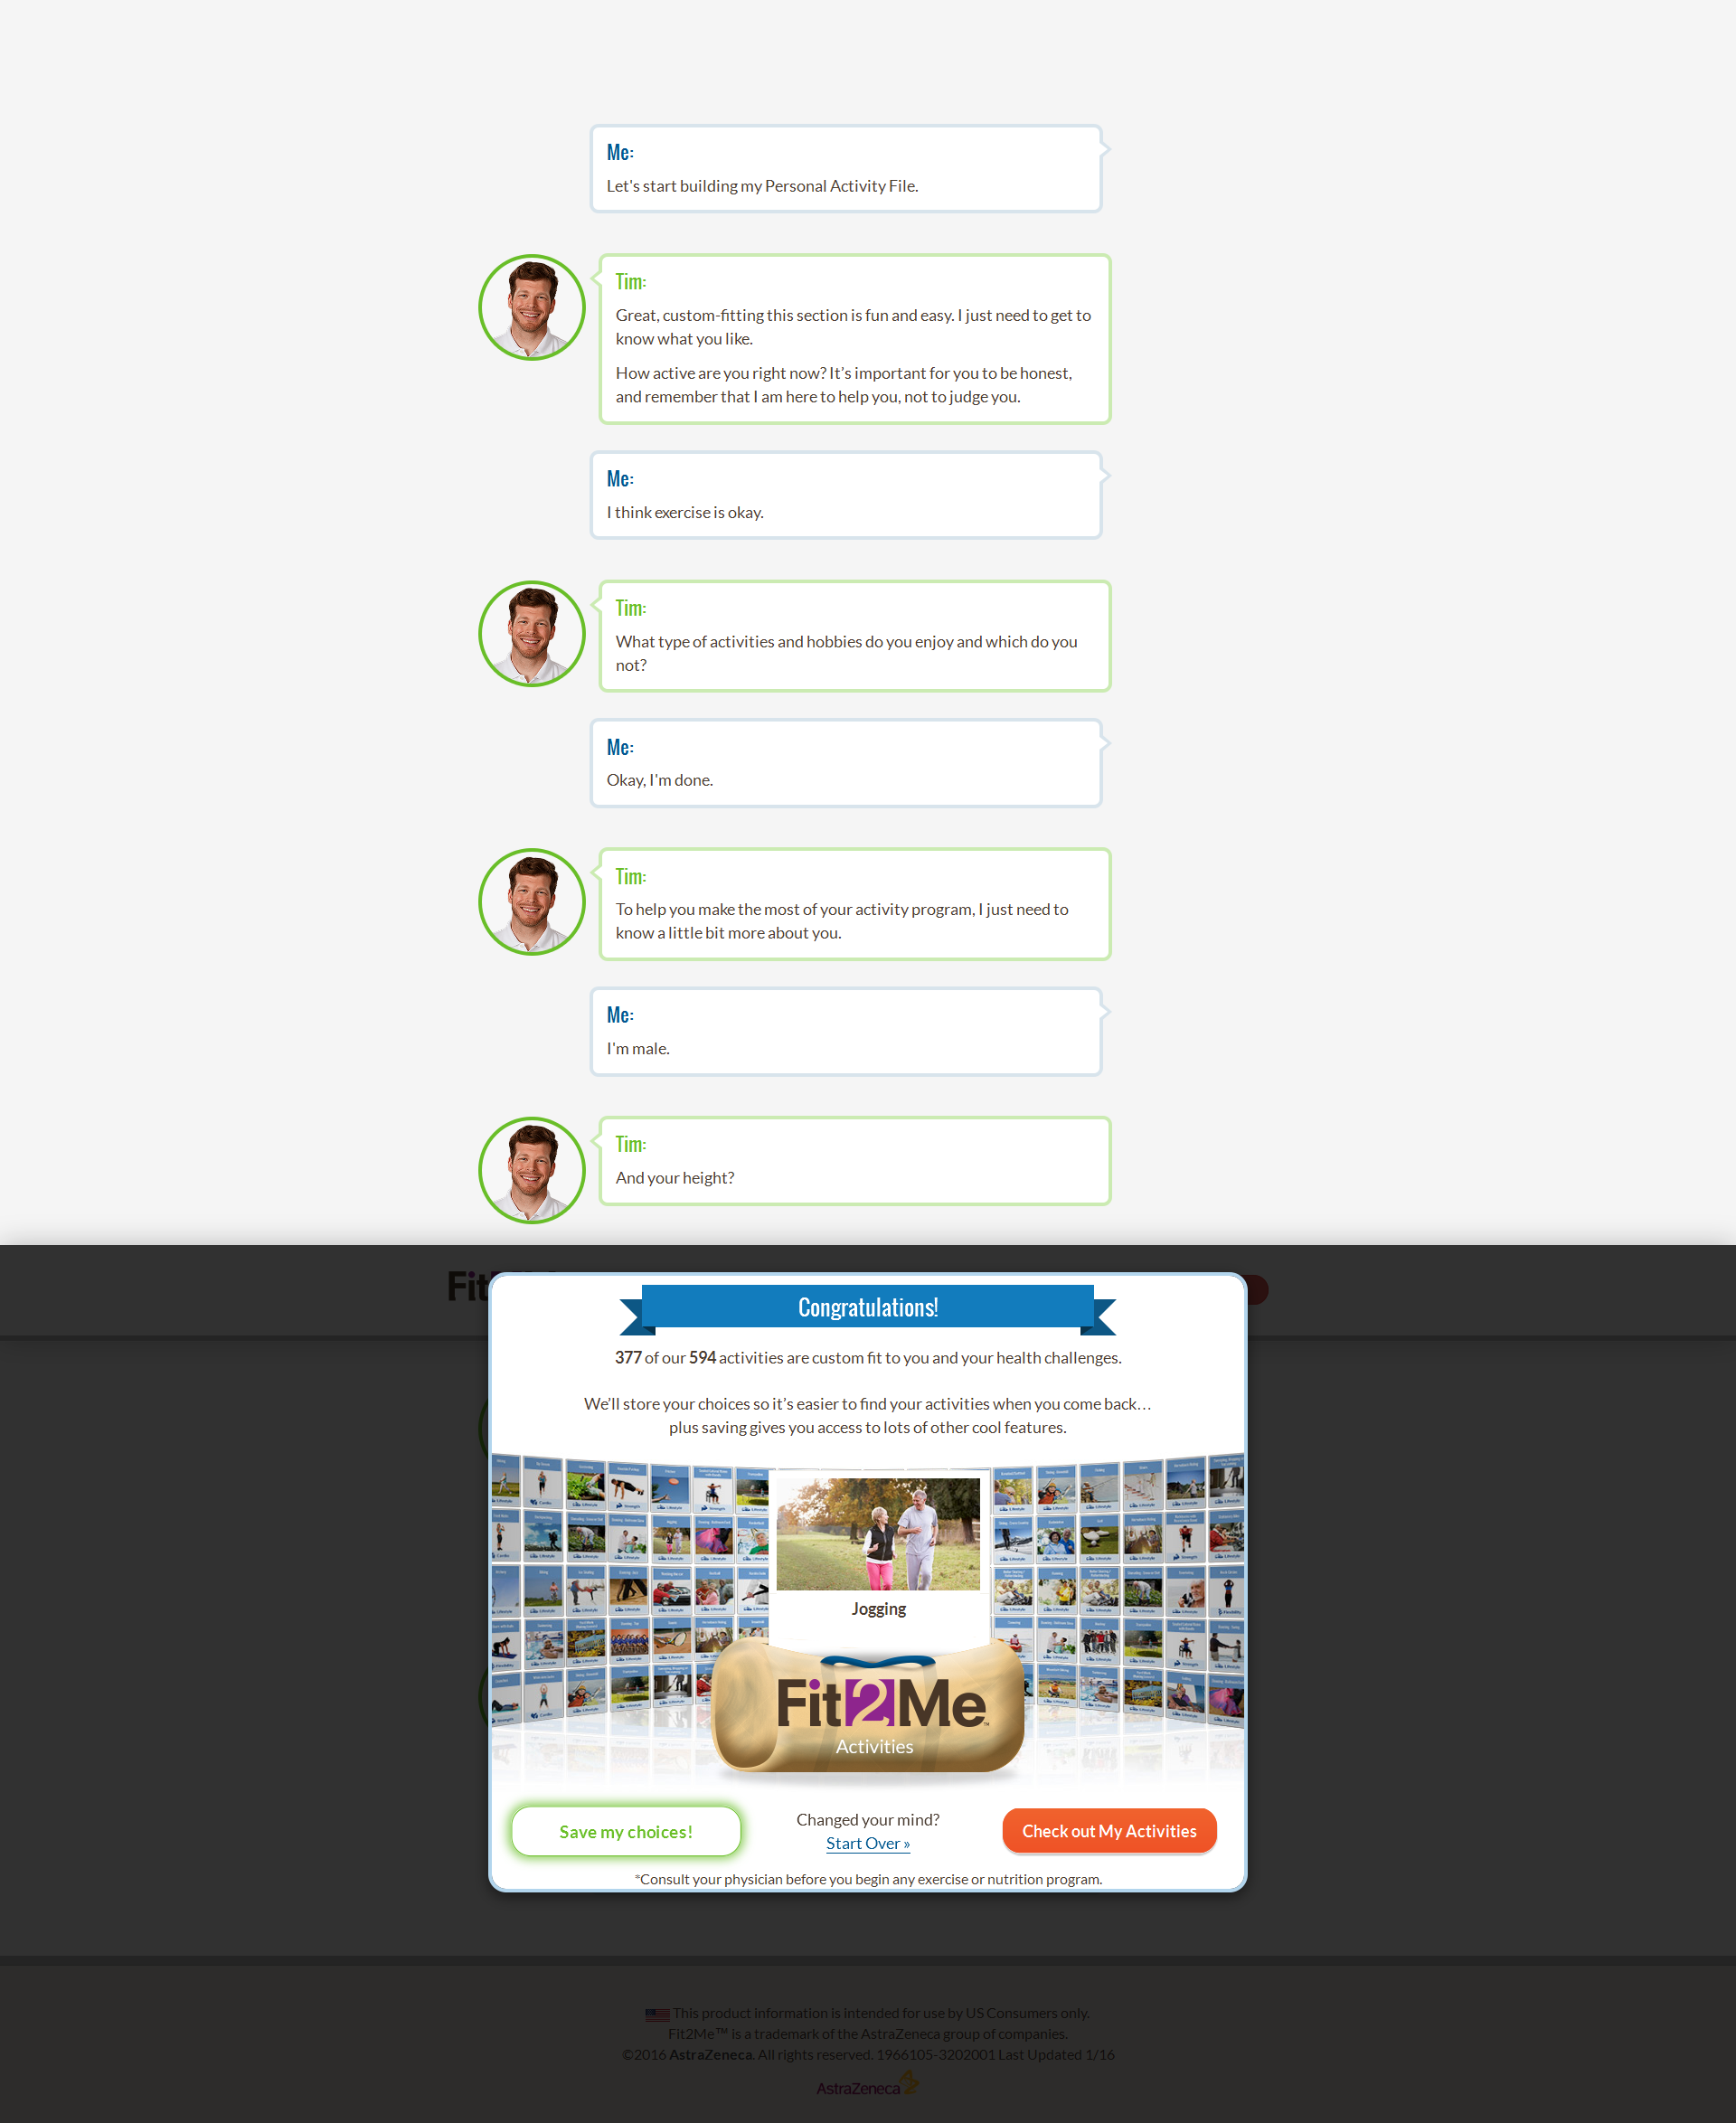 Me:
Let's start building my Personal Activity File.
Tim:
Great, custom-fitting this section is fun and easy. I just need to get to
know what you like.
How active are you right now? It’s important for you to be honest,
and remember that I am here to help you, not to judge you.
Me:
I think exercise is okay.
Tim:
What type of activities and hobbies do you enjoy and which do you
not?
Me:
Okay, I'm done.
Tim:
To help you make the most of your activity program, I just need to
know a little bit more about you.
Me:
I'm male.
Tim:
And your height?
Fit
Congratulations!
377 of our 594 activities are custom fit to you and your health challenges.
We’ll store your choices so it’s easier to find your activities when you come back…
plus saving gives you access to lots of other cool features.
Jogging
Fit2Me™
Activities
Save my choices!
Changed your mind?
Start Over »
Check out My Activities
*Consult your physician before you begin any exercise or nutrition program.
This product information is intended for use by US Consumers only.
Fit2Me™ is a trademark of the AstraZeneca group of companies.
©2016 AstraZeneca. All rights reserved. 1966105-3202001 Last Updated 1/16
AstraZeneca